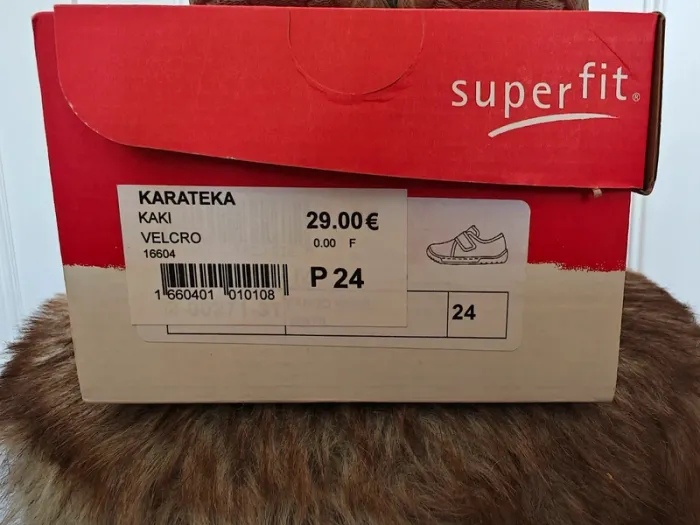 superfit®
KARATEKA
KAKI
29.00€
VELCRO
0.00 F
16604
P 24
1 660401 010108
24